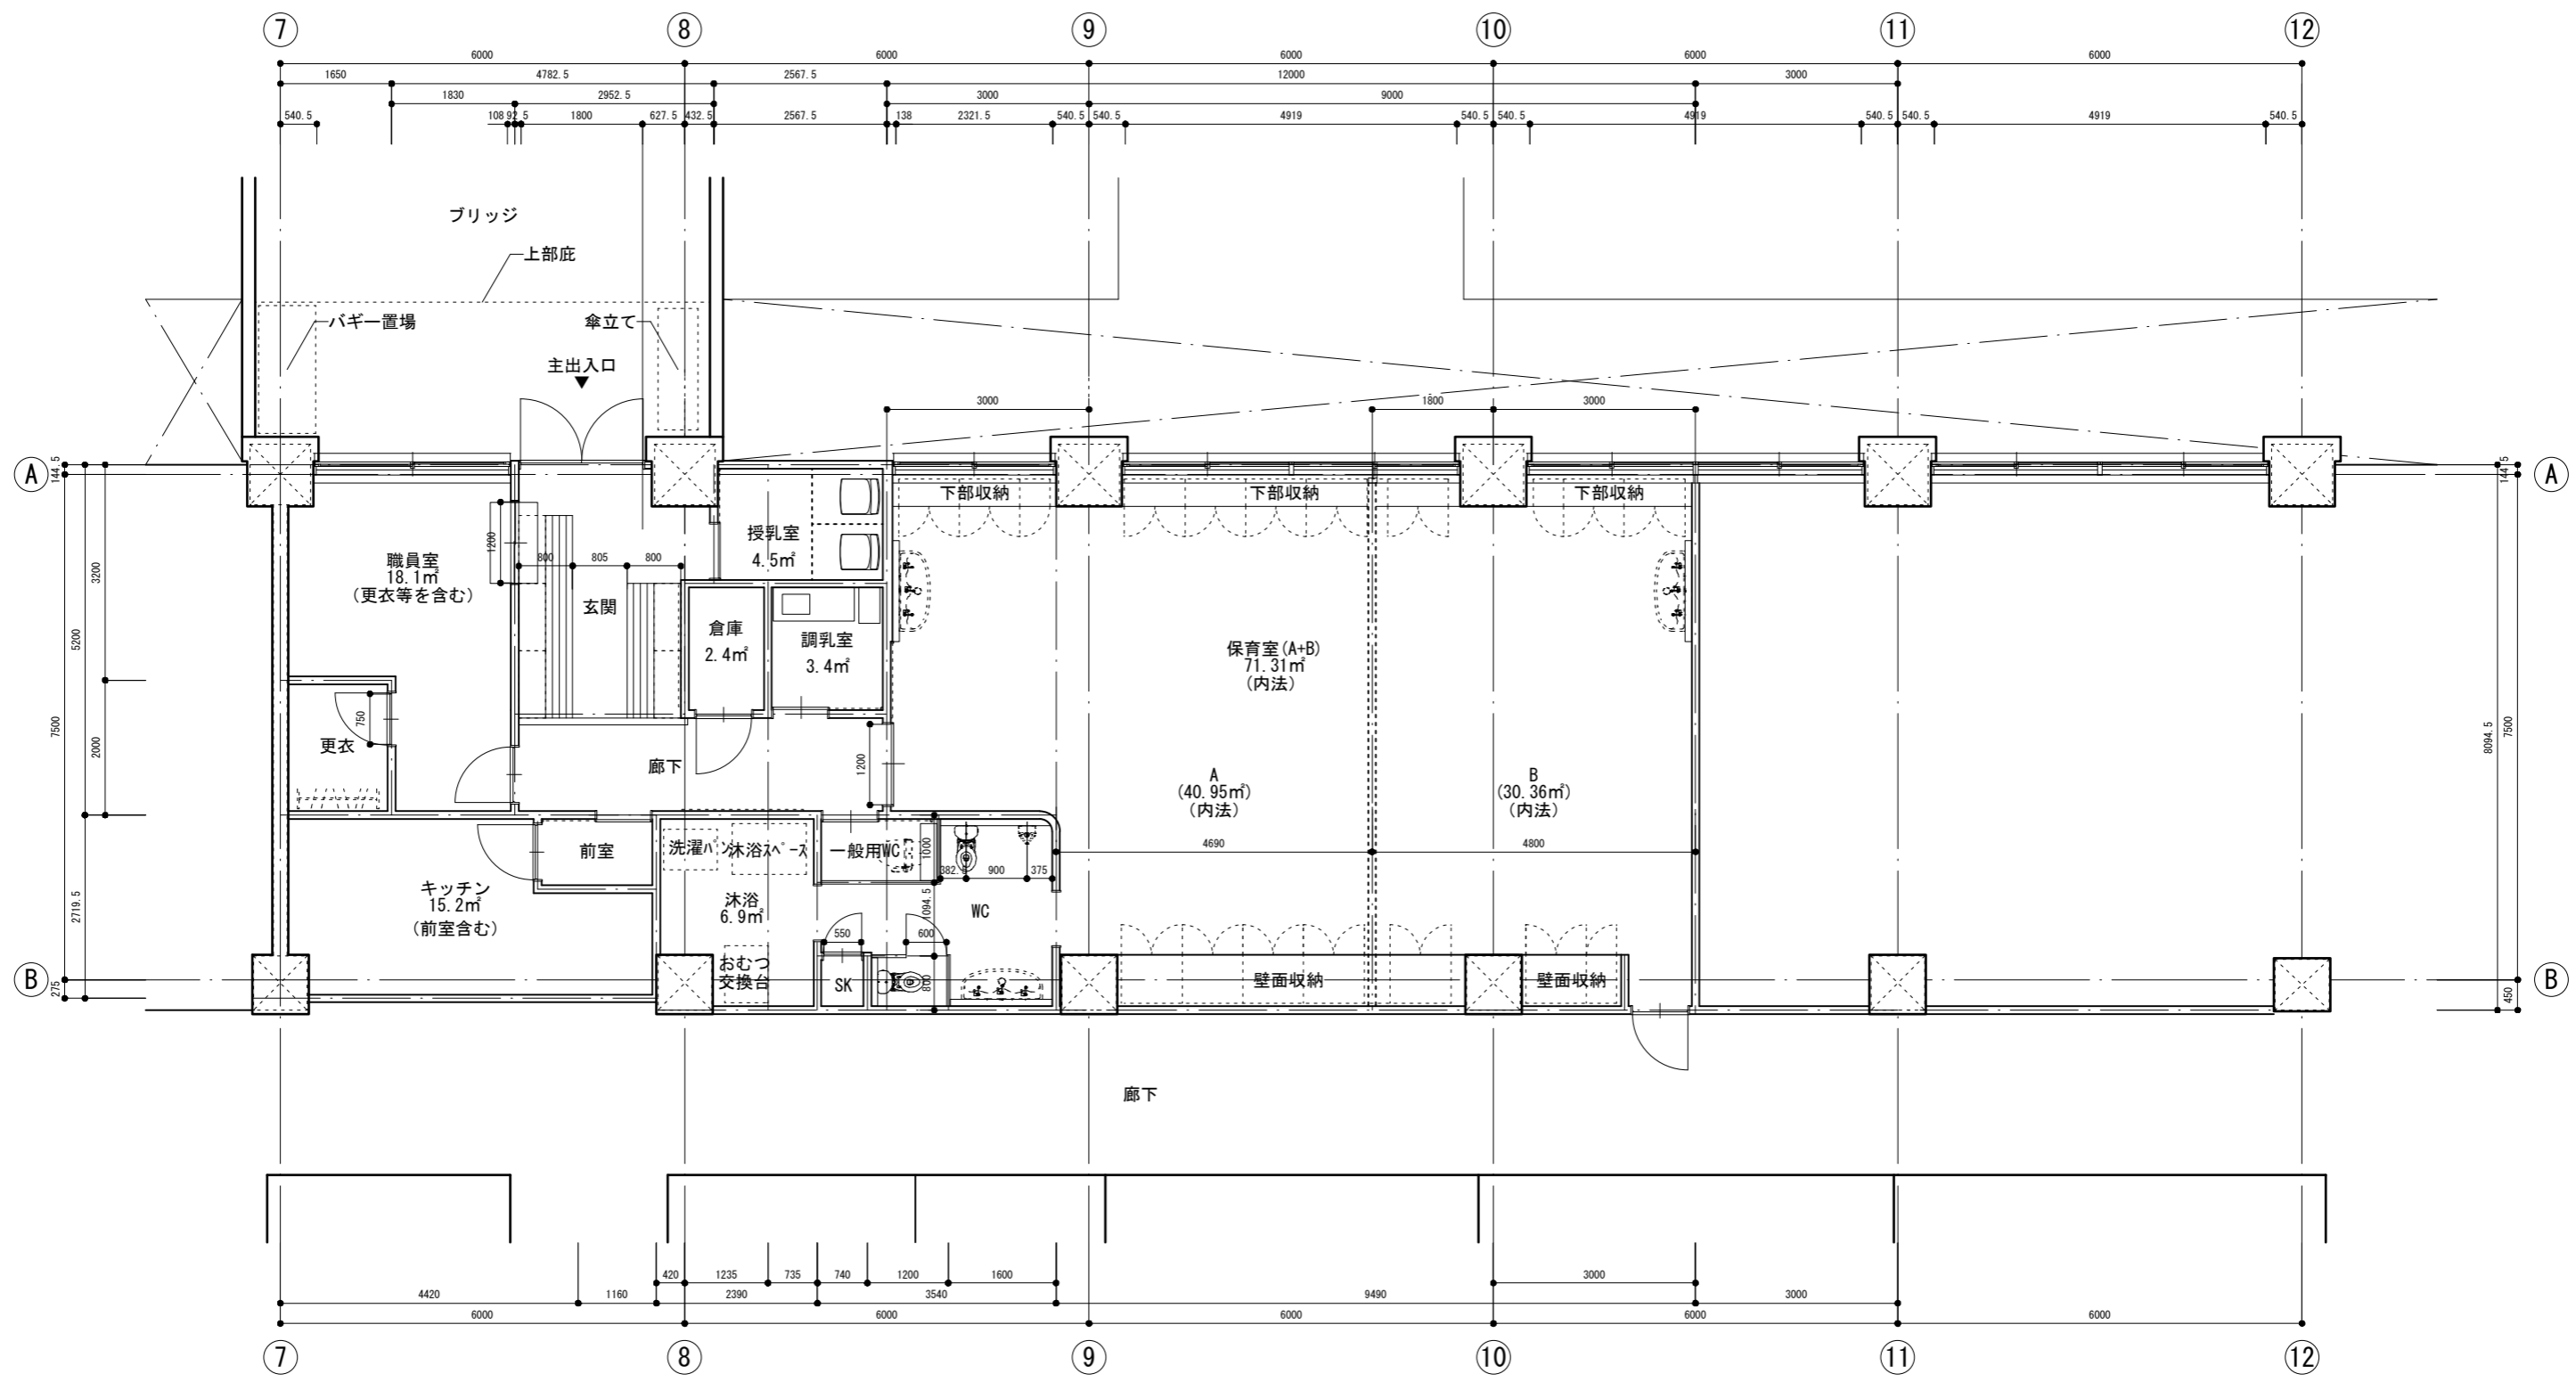 ⑦ ⑧ ⑨ ⑩ ⑪ ⑫
6000 6000 6000 6000 6000
1650 4782.5 2567.5 12000 3000
1830 2952.5 3000 9000
540.5 108 92.5 1800 627.5 432.5 2567.5 138 2321.5 540.5 540.5 4919 540.5 540.5 4919 540.5 540.5 4919 540.5
ブリッジ
上部庇
バギー置場
傘立て
主出入口
3000 1800 3000
Ⓐ Ⓐ
144.5 144.5
下部収納 下部収納 下部収納
授乳室
4.5㎡
職員室
18.1㎡
(更衣等を含む)
1200
800 805 800
玄関
倉庫
2.4㎡
調乳室
3.4㎡
保育室(A+B)
71.31㎡
(内法)
3200
5200
7500
2000
750
更衣
廊下
1200
A
(40.95㎡)
(内法)
B
(30.36㎡)
(内法)
8094.5
7500
4690 4800
前室
洗濯パン
沐浴スペース
一般用WC
1000
382.5 900 375
キッチン
15.2㎡
(前室含む)
沐浴
6.9㎡
1094.5
WC
2719.5
550 600
おむつ
交換台
SK
800
壁面収納 壁面収納
Ⓑ Ⓑ
275 450
廊下
420 1235 735 740 1200 1600 3000
4420 1160 2390 3540 9490 3000
6000 6000 6000 6000 6000
⑦ ⑧ ⑨ ⑩ ⑪ ⑫